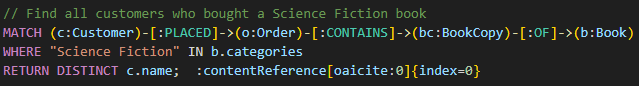 // Find all customers who bought a Science Fiction book
MATCH (c:Customer)-[:PLACED]->(o:Order)-[:CONTAINS]->(bc:BookCopy)-[:OF]->(b:Book)
WHERE "Science Fiction" IN b.categories
RETURN DISTINCT c.name;  :contentReference[oaicite:0]{index=0}